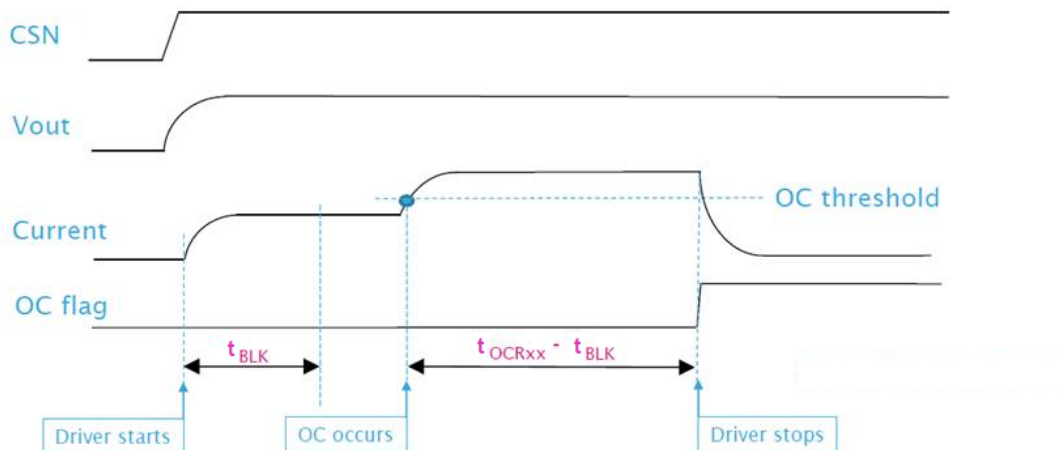 CSN
Vout
OC threshold
Current
OC flag
tBLK
tOCRxx - tBLK
Driver starts
OC occurs
Driver stops